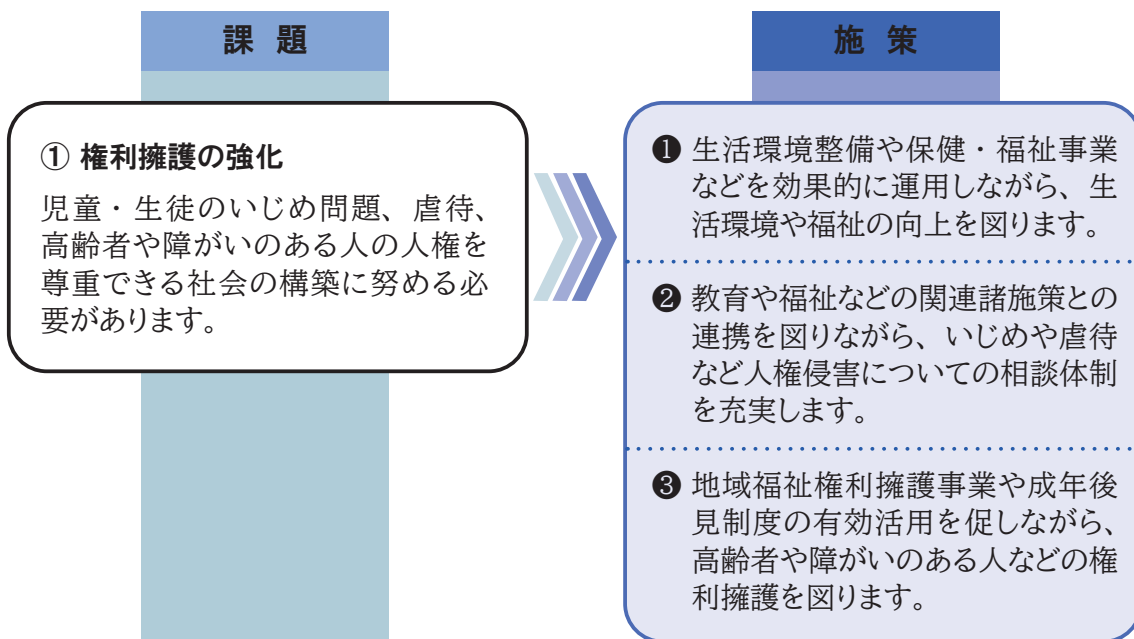 課題
① 権利擁護の強化
児童・生徒のいじめ問題、虐待、
高齢者や障がいのある人の人権を
尊重できる社会の構築に努める必
要があります。
施策
❶ 生活環境整備や保健・福祉事業
などを効果的に運用しながら、生
活環境や福祉の向上を図ります。
❷ 教育や福祉などの関連諸施策との
連携を図りながら、いじめや虐待
など人権侵害についての相談体制
を充実します。
❸ 地域福祉権利擁護事業や成年後
見制度の有効活用を促しながら、
高齢者や障がいのある人などの権
利擁護を図ります。